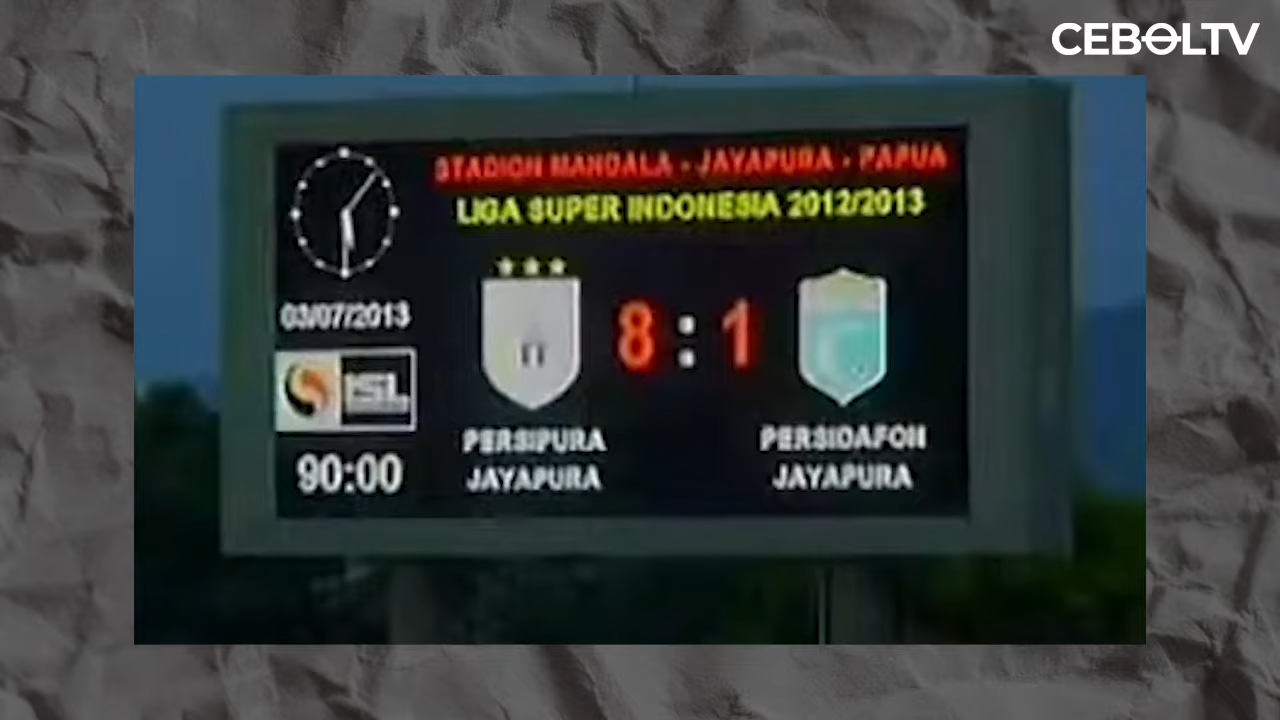 CEBOLTV
STADION MANDALA - JAYAPURA - PAPUA
LIGA SUPER INDONESIA 2012/2013
03/07/2013
8 : 1
ISL
PERSIPURA
JAYAPURA
PERSIDAFON
JAYAPURA
90:00